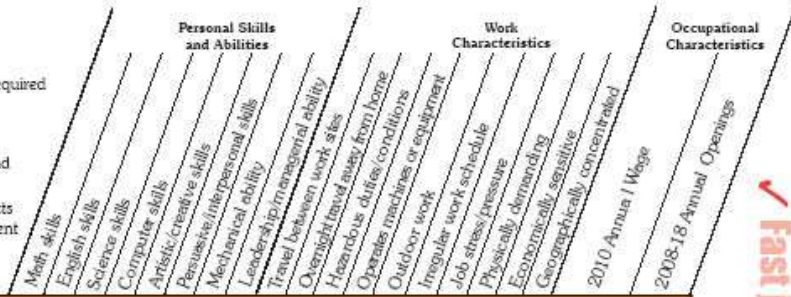 Personal Skills
and Abilities
Work
Characteristics
Occupational
Characteristics
Math skills
English skills
Science skills
Computer skills
Artistic/creative skills
Persuasive/interpersonal skills
Mechanical ability
Leadership/managerial ability
Travel between work sites
Overnight travel away from home
Hazardous duties/conditions
Operates machines or equipment
Outdoor work
Irregular work schedule
Job stress/pressure
Physically demanding
Economically sensitive
Geographically concentrated
2010 Annual Wage
2008-18 Annual Openings
Fast